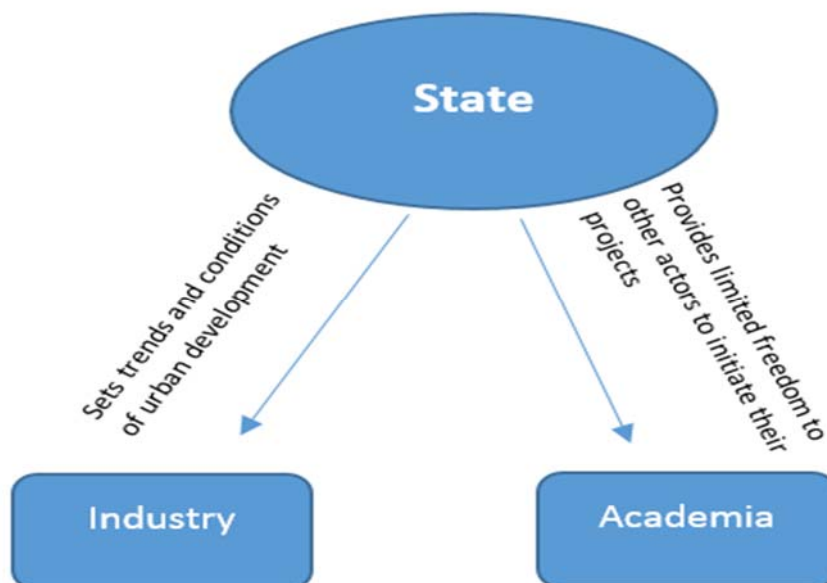 State
Sets trends and conditions
of urban development
Provides limited freedom to
other actors to initiate their
projects
Industry
Academia